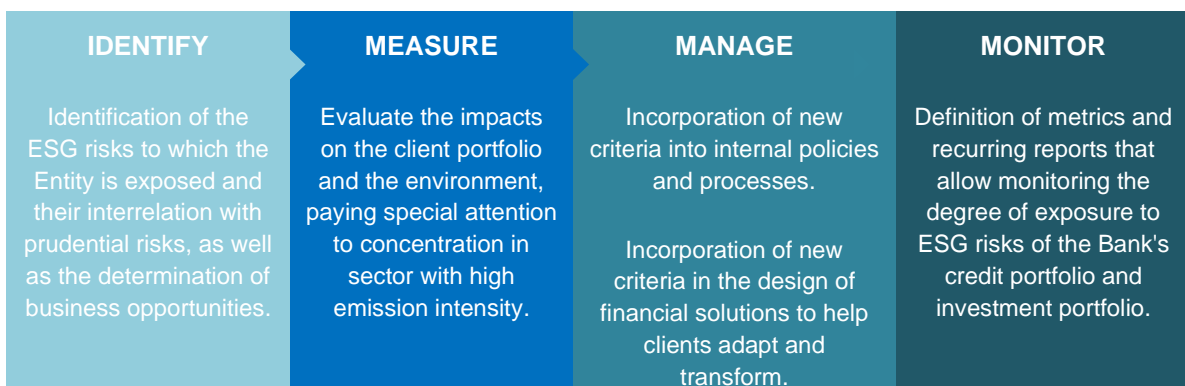 IDENTIFY
Identification of the
ESG risks to which the
Entity is exposed and
their interrelation with
prudential risks, as well
as the determination of
business opportunities.
MEASURE
Evaluate the impacts
on the client portfolio
and the environment,
paying special attention
to concentration in
sector with high
emission intensity.
MANAGE
Incorporation of new
criteria into internal policies
and processes.
Incorporation of new
criteria in the design of
financial solutions to help
clients adapt and
transform.
MONITOR
Definition of metrics and
recurring reports that
allow monitoring the
degree of exposure to
ESG risks of the Bank's
credit portfolio and
investment portfolio.